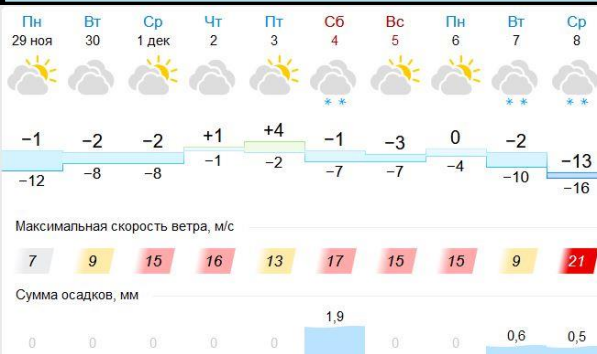 Пн Вт Ср Чт Пт Сб Вс Пн Вт Ср
29 ноя 30 1 дек 2 3 4 5 6 7 8
−1 −2 −2 +1 +4 −1 −3 0 −2 −13
−12 −8 −8 −1 −2 −7 −7 −4 −10 −16
Максимальная скорость ветра, м/с
7 9 15 16 13 17 15 15 9 21
Сумма осадков, мм
0 0 0 0 0 1,9 0 0 0,6 0,5